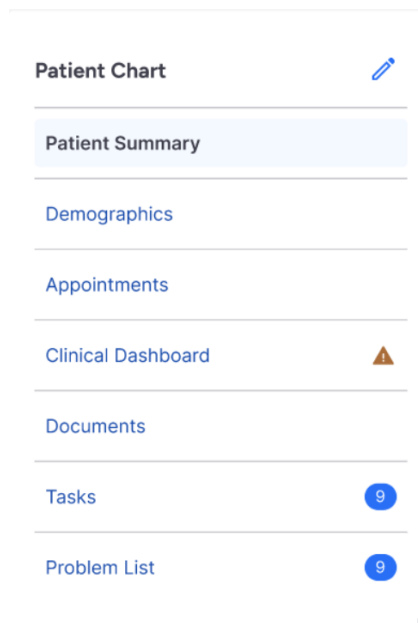 Patient Chart
Patient Summary
Demographics
Appointments
Clinical Dashboard
Documents
Tasks 9
Problem List 9